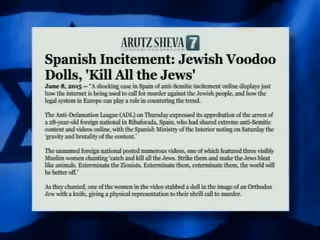 ARUTZ SHEVA 7
israelnationalnews.com
Spanish Incitement: Jewish Voodoo
Dolls, 'Kill All the Jews'
June 8, 2015 -- "A shocking case in Spain of anti-Semitic incitement online displays just
how the internet is being used to call for murder against the Jewish people, and how the
legal system in Europe can play a role in countering the trend.
The Anti-Defamation League (ADL) on Thursday expressed its approval of the arrest of
a 28-year-old foreign national in Ribaforada, Spain, who had shared extreme anti-Semitic
content and videos online, with the Spanish Ministry of the Interior noting on Saturday the
'gravity and brutality of the content.'
The unnamed foreign national posted numerous videos, one of which featured three visibly
Muslim women chanting 'catch and kill all the Jews. Strike them and make the Jews bleat
like animals. Exterminate the Zionists. Exterminate them, exterminate them, the world will
be better off.'
As they chanted, one of the women in the video stabbed a doll in the image of an Orthodox
Jew with a knife, giving a physical representation to their shrill call to murder.